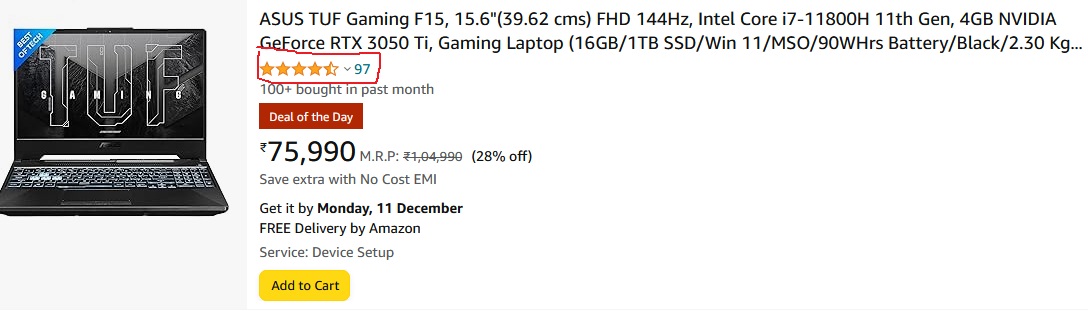 BEST
OF TECH
TUF
GAMING
ASUS TUF Gaming F15, 15.6"(39.62 cms) FHD 144Hz, Intel Core i7-11800H 11th Gen, 4GB NVIDIA
GeForce RTX 3050 Ti, Gaming Laptop (16GB/1TB SSD/Win 11/MSO/90WHrs Battery/Black/2.30 Kg...
97
100+ bought in past month
Deal of the Day
₹75,990 M.R.P: ₹1,04,990 (28% off)
Save extra with No Cost EMI
Get it by Monday, 11 December
FREE Delivery by Amazon
Service: Device Setup
Add to Cart